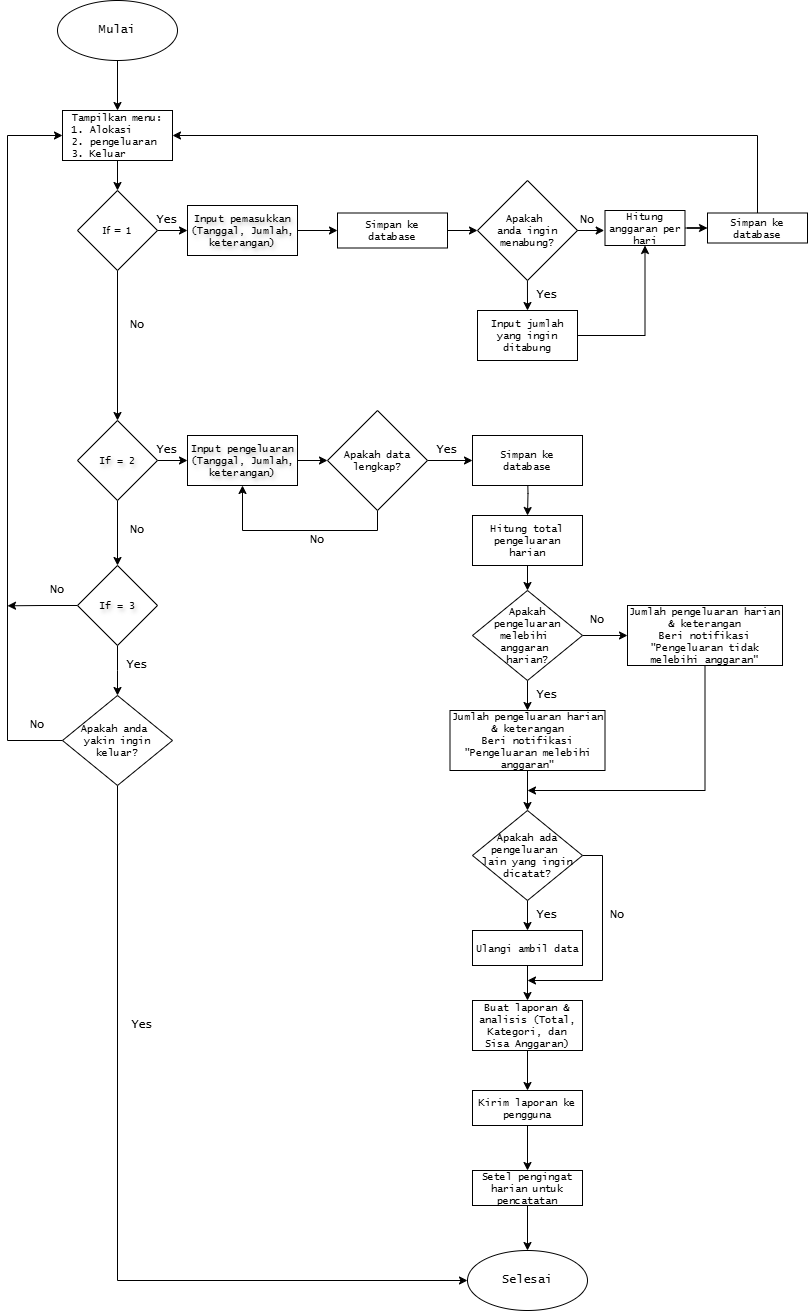 Mulai
Tampilkan menu:
1. Alokasi
2. pengeluaran
3. Keluar
If = 1
Yes
Input pemasukkan
(Tanggal, Jumlah,
keterangan)
Simpan ke
database
Apakah
anda ingin
menabung?
No
Hitung
anggaran per
hari
Simpan ke
database
Yes
Input jumlah
yang ingin
ditabung
No
If = 2
Yes
Input pengeluaran
(Tanggal, Jumlah,
keterangan)
Apakah data
lengkap?
Yes
Simpan ke
database
No
No
Hitung total
pengeluaran
harian
If = 3
No
Yes
Apakah
pengeluaran
melebihi
anggaran
harian?
No
Jumlah pengeluaran harian
& keterangan
Beri notifikasi
"Pengeluaran tidak
melebihi anggaran"
Yes
Jumlah pengeluaran harian
& keterangan
Beri notifikasi
"Pengeluaran melebihi
anggaran"
Apakah anda
yakin ingin
keluar?
No
Yes
Apakah ada
pengeluaran
lain yang ingin
dicatat?
Yes
No
Ulangi ambil data
Buat laporan &
analisis (Total,
Kategori, dan
Sisa Anggaran)
Kirim laporan ke
pengguna
Setel pengingat
harian untuk
pencatatan
Selesai